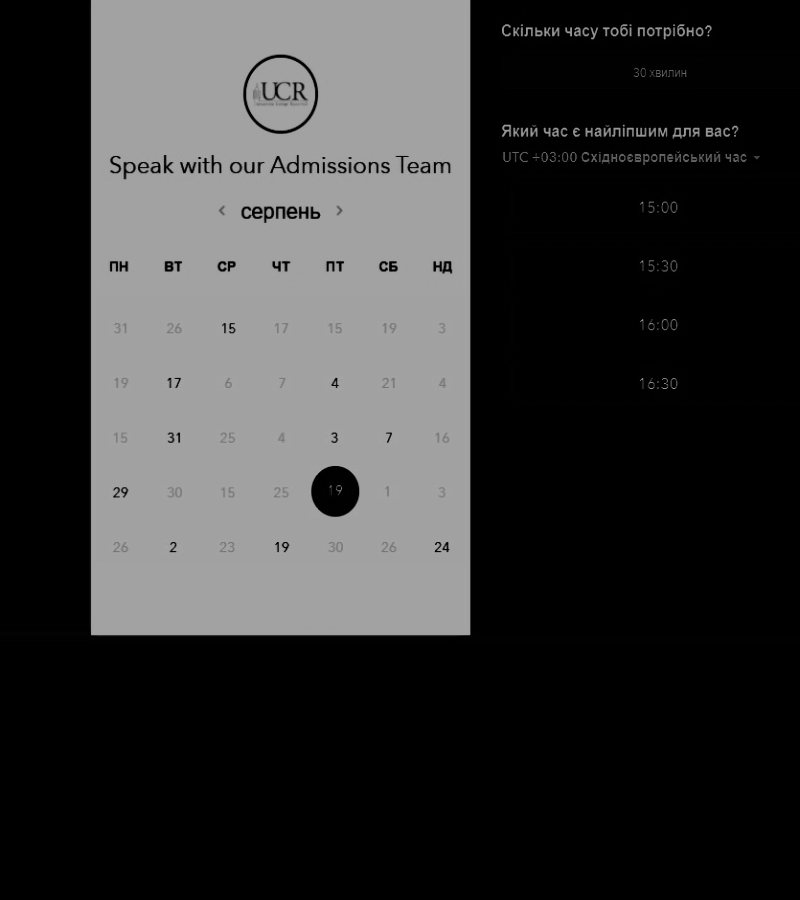 UCR
Speak with our Admissions Team
серпень
ПН ВТ СР ЧТ ПТ СБ НД
31 26 15 17 15 19 3
19 17 6 7 4 21 4
15 31 25 4 3 7 16
29 30 15 25 19 1 3
26 2 23 19 30 26 24
Скільки часу тобі потрібно?
30 хвилин
Який час є найліпшим для вас?
UTC +03:00 Східноєвропейський час
15:00
15:30
16:00
16:30